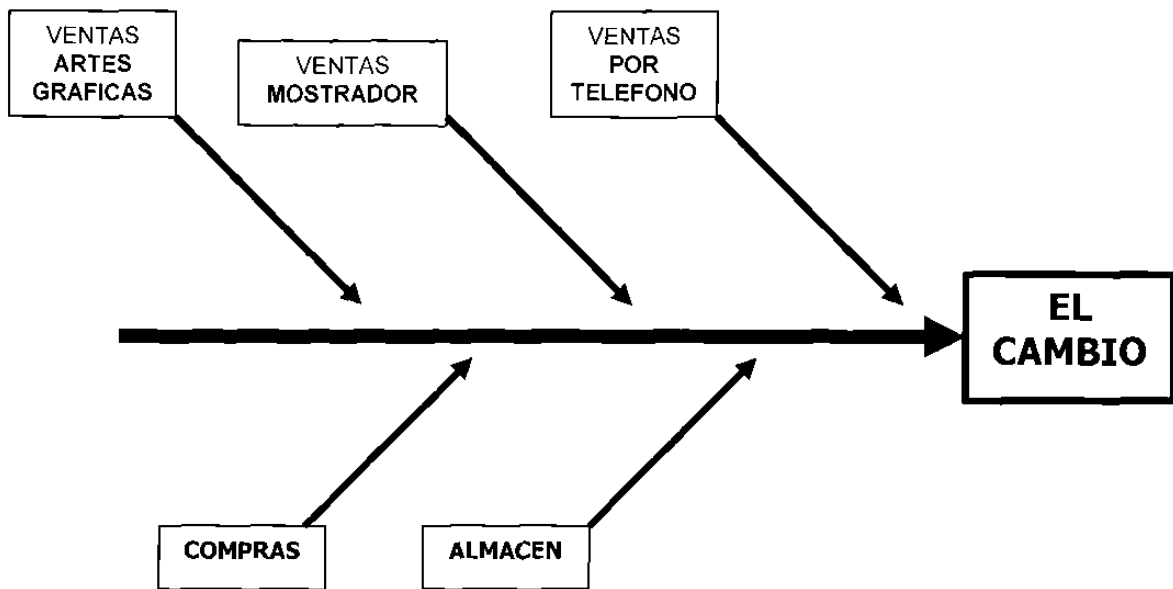 VENTAS
ARTES
GRAFICAS
VENTAS
MOSTRADOR
VENTAS
POR
TELEFONO
EL
CAMBIO
COMPRAS
ALMACEN